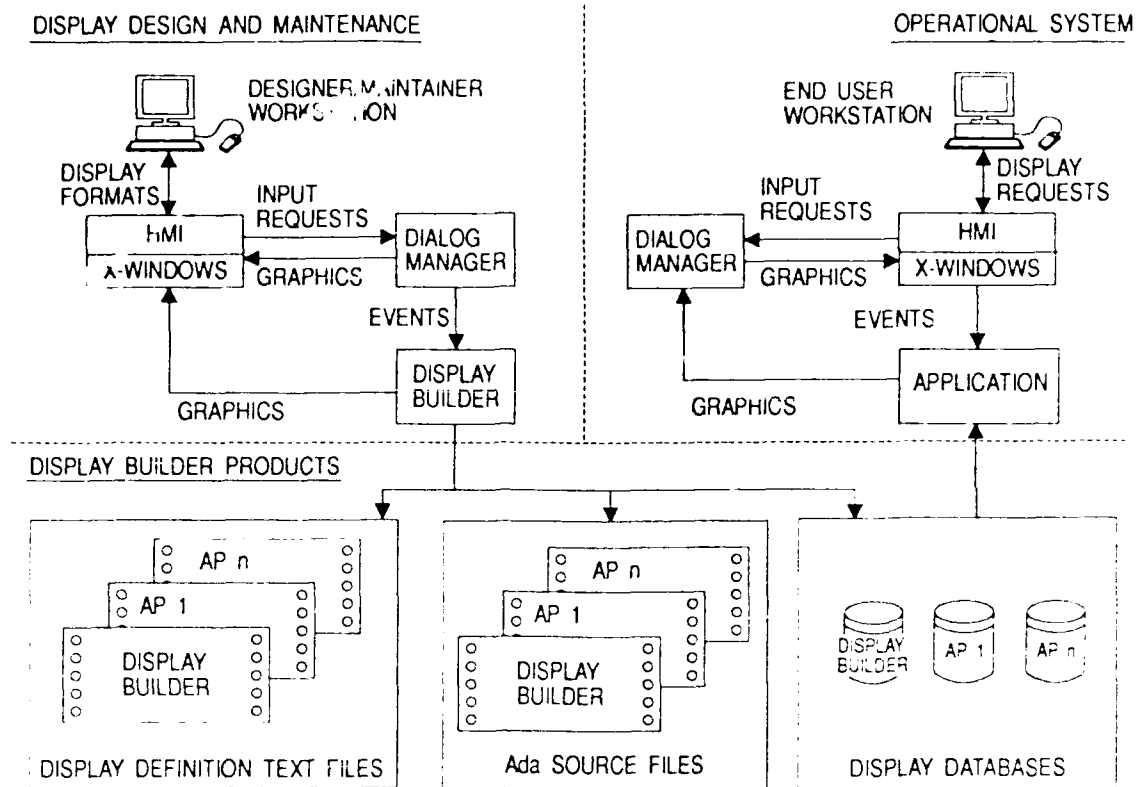 DISPLAY DESIGN AND MAINTENANCE
DESIGNER/MAINTAINER
WORKSTATION
DISPLAY
FORMATS
INPUT
REQUESTS
HMI
X-WINDOWS
DIALOG
MANAGER
GRAPHICS
EVENTS
DISPLAY
BUILDER
GRAPHICS
OPERATIONAL SYSTEM
END USER
WORKSTATION
DISPLAY
REQUESTS
INPUT
REQUESTS
DIALOG
MANAGER
HMI
X-WINDOWS
GRAPHICS
EVENTS
APPLICATION
GRAPHICS
DISPLAY BUILDER PRODUCTS
AP n
AP 1
DISPLAY
BUILDER
DISPLAY DEFINITION TEXT FILES
AP n
AP 1
DISPLAY
BUILDER
Ada SOURCE FILES
DISPLAY
BUILDER
AP 1
AP n
DISPLAY DATABASES